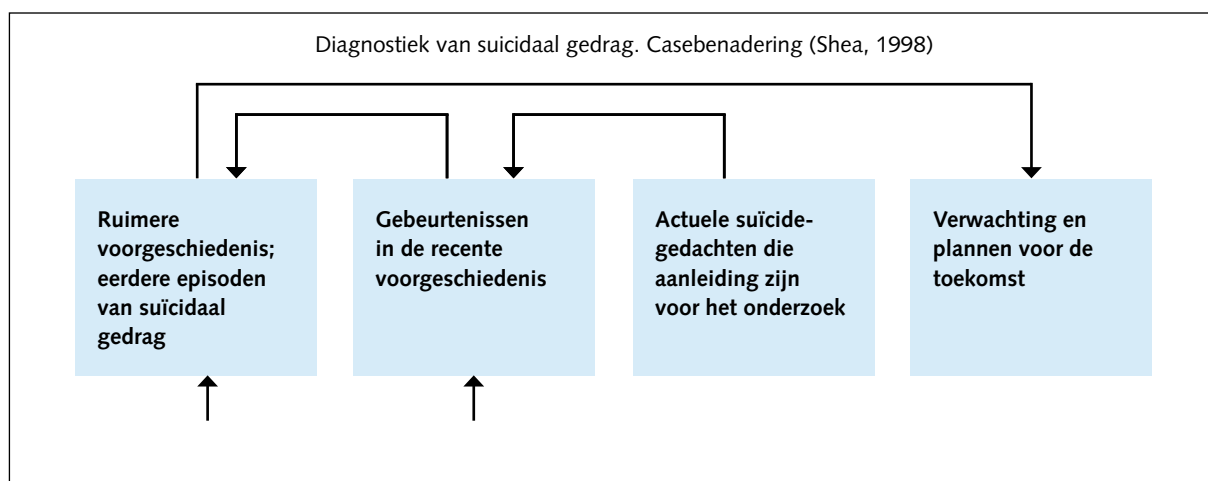 Diagnostiek van suicidaal gedrag. Casebenadering (Shea, 1998)
Ruimere
voorgeschiedenis;
eerdere episoden
van suïcidaal
gedrag
Gebeurtenissen
in de recente
voorgeschiedenis
Actuele suïcide-
gedachten die
aanleiding zijn
voor het onderzoek
Verwachting en
plannen voor de
toekomst